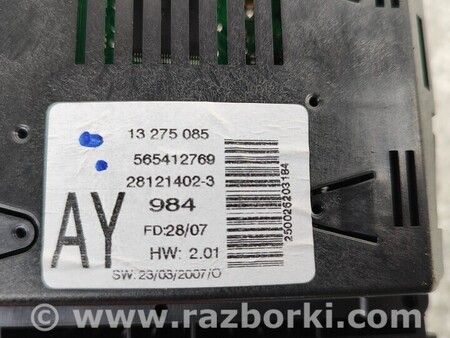 13 275 085
565412769
28121402-3
984
AY
FD:28/07
HW: 2.01
SW: 23/03/2007/O
250026203184
www.razborki.com